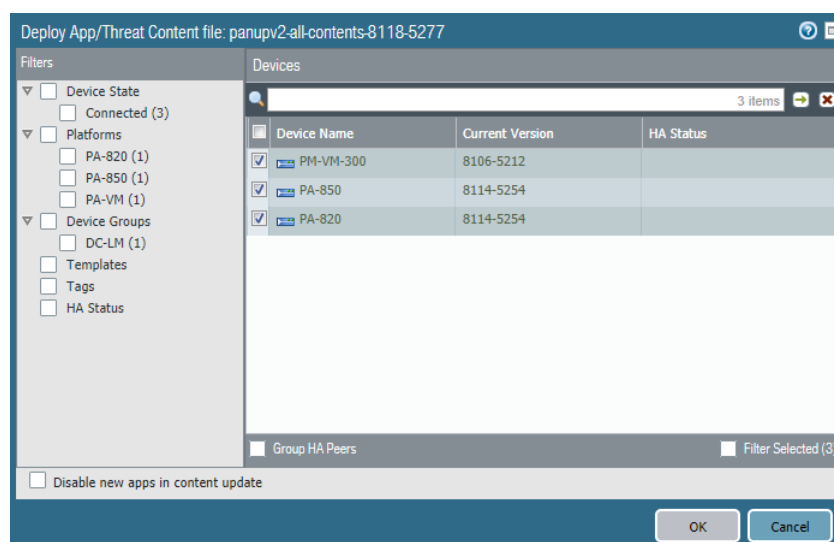 Deploy App/Threat Content file: panupv2-all-contents-8118-5277
Filters
Device State
Connected (3)
Platforms
PA-820 (1)
PA-850 (1)
PA-VM (1)
Device Groups
DC-LM (1)
Templates
Tags
HA Status
Devices
3 items
Device Name Current Version HA Status
PM-VM-300 8106-5212
PA-850 8114-5254
PA-820 8114-5254
Group HA Peers Filter Selected (3)
Disable new apps in content update
OK Cancel